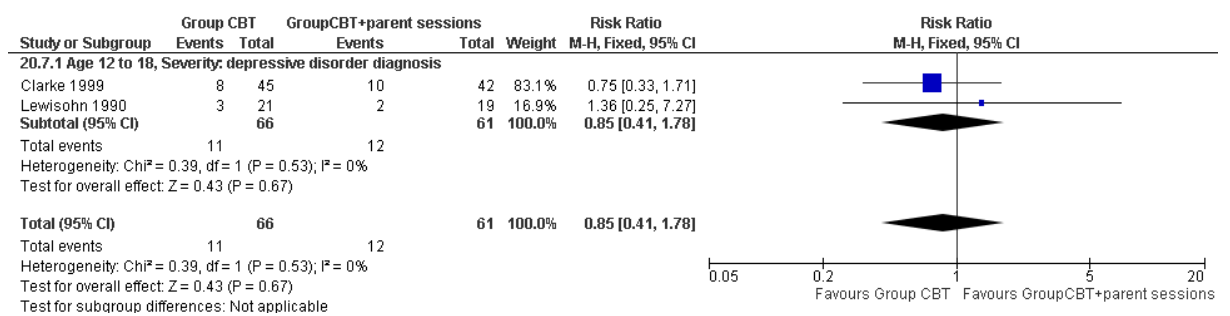 Group CBT GroupCBT+parent sessions Risk Ratio Risk Ratio
Study or Subgroup Events Total Events Total Weight M-H, Fixed, 95% CI M-H, Fixed, 95% CI
20.7.1 Age 12 to 18, Severity: depressive disorder diagnosis
Clarke 1999 8 45 10 42 83.1% 0.75 [0.33, 1.71]
Lewisohn 1990 3 21 2 19 16.9% 1.36 [0.25, 7.27]
Subtotal (95% CI) 66 61 100.0% 0.85 [0.41, 1.78]
Total events 11 12
Heterogeneity: Chi² = 0.39, df = 1 (P = 0.53); I² = 0%
Test for overall effect: Z = 0.43 (P = 0.67)
Total (95% CI) 66 61 100.0% 0.85 [0.41, 1.78]
Total events 11 12
Heterogeneity: Chi² = 0.39, df = 1 (P = 0.53); I² = 0%
Test for overall effect: Z = 0.43 (P = 0.67)
Test for subgroup differences: Not applicable
0.05 0.2 1 5 20
Favours Group CBT Favours GroupCBT+parent sessions